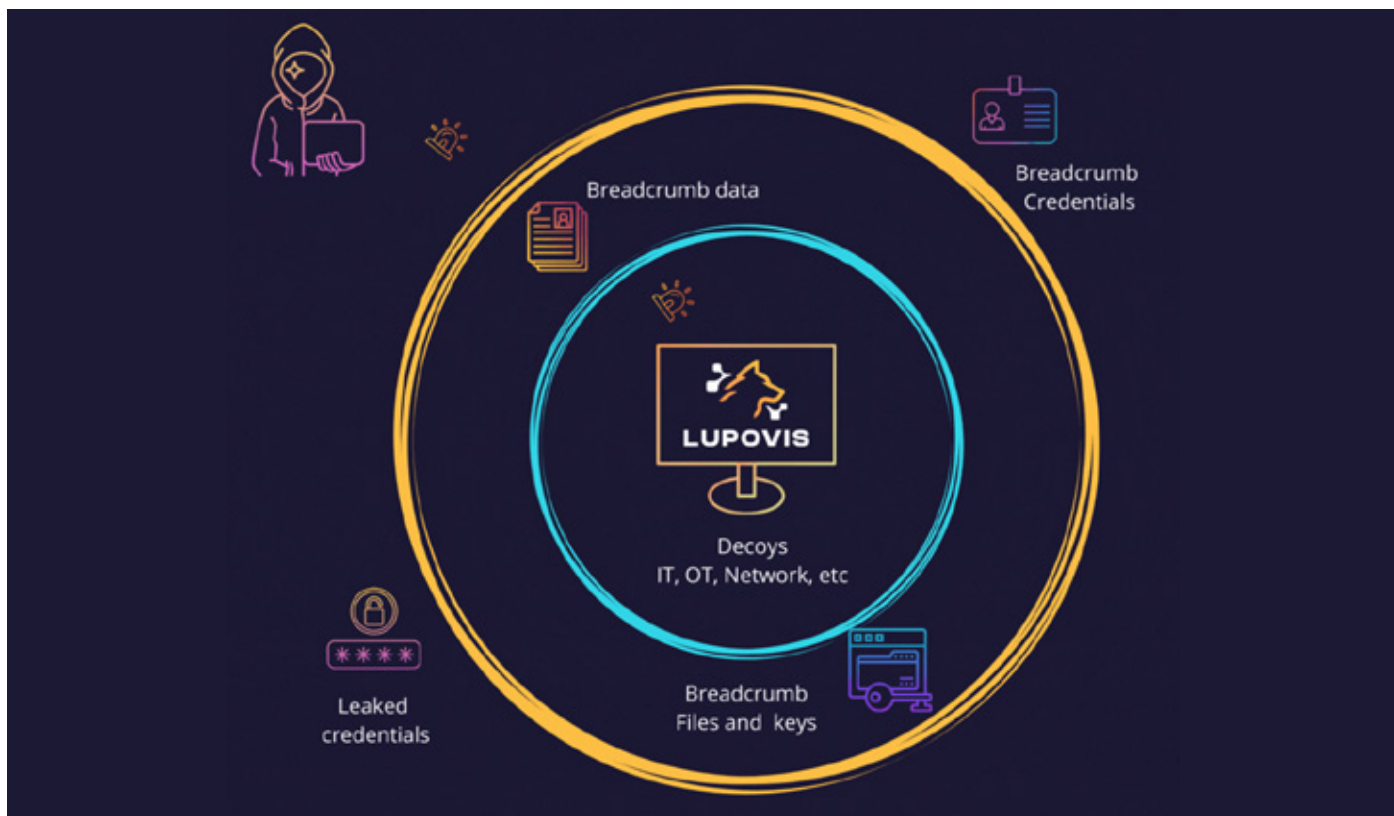 Breadcrumb
Credentials
Breadcrumb data
LUPOVIS
Decoys
IT, OT, Network, etc
****
Leaked
credentials
Breadcrumb
Files and keys